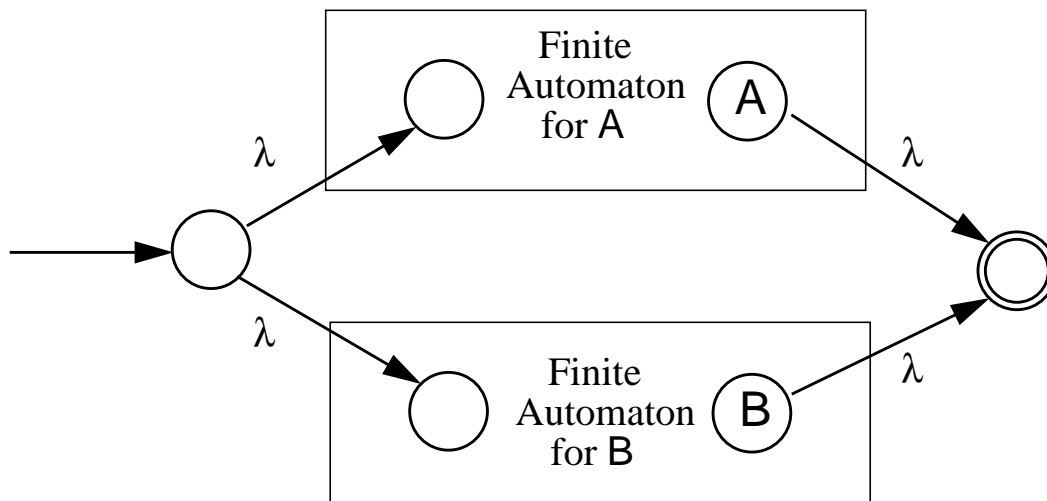 Finite
Automaton
for A
A
λ
λ
λ
λ
Finite
Automaton
for B
B